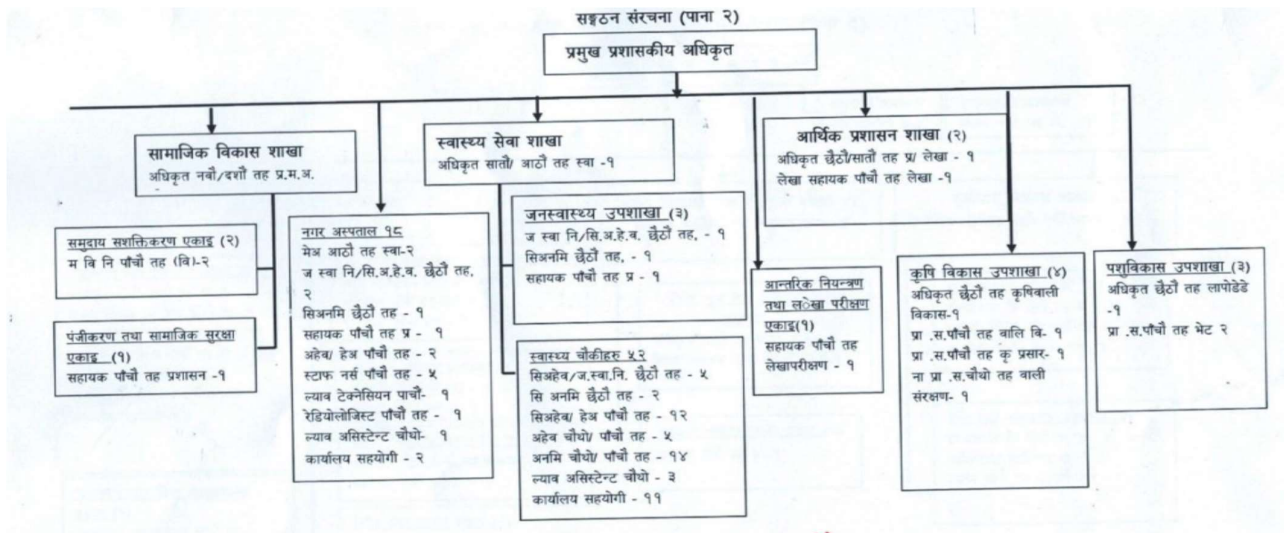 सङ्गठन संरचना (पाना २)
प्रमुख प्रशासकीय अधिकृत
सामाजिक विकास शाखा
अधिकृत नवौ/दशौ तह प्र.म.अ.
समुदाय सशक्तिकरण एकाइ (२)
म वि नि पाँचौ तह (वि)-२
पंजीकरण तथा सामाजिक सुरक्षा
एकाइ (१)
सहायक पाँचौ तह प्रशासन -१
नगर अस्पताल १८
मेअ आठौ तह स्वा-२
ज स्वा नि/सि.अ.हे.व. छैठौ तह,
२
सिअनमि छैठौ तह - १
सहायक पाँचौ तह प्र - १
अहेव/ हेअ पाँचौ तह - २
स्टाफ नर्स पाँचौ तह - ५
ल्याव टेक्नेसियन पाचौं- १
रेडियोलोजिस्ट पाँचौ तह - १
ल्याव असिस्टेन्ट चौथो- १
कार्यालय सहयोगी - २
स्वास्थ्य सेवा शाखा
अधिकृत सातौ/ आठौ तह स्वा -१
जनस्वास्थ्य उपशाखा (३)
ज स्वा नि/सि.अ.हे.व. छैठौ तह, - १
सिअनमि छैठौ तह, - १
सहायक पाँचौ तह प्र - १
स्वास्थ्य चौकीहरु ५२
सिअहेव/ज.स्वा.नि. छैठौ तह - ५
सि अनमि छैठौ तह - २
सिअहेव/ हेअ पाँचौ तह - १२
अहेव चौथो/ पाँचौ तह - ५
अनमि चौथो/ पाँचौ तह - १४
ल्याव असिस्टेन्ट चौथो - ३
कार्यालय सहयोगी - ११
आर्थिक प्रशासन शाखा (२)
अधिकृत छैठौ/सातौ तह प्र/ लेखा - १
लेखा सहायक पाँचौ तह लेखा -१
आन्तरिक नियन्त्रण
तथा लेखा परीक्षण
एकाइ(१)
सहायक पाँचौ तह
लेखापरीक्षण - १
कृषि विकास उपशाखा (४)
अधिकृत छैठौ तह कृषिवाली
विकास-१
प्रा .स.पाँचौ तह वालि वि- १
प्रा .स.पाँचौ तह कृ प्रसार- १
ना प्रा .स.चौथो तह वाली
संरक्षण- १
पशुविकास उपशाखा (३)
अधिकृत छैठौ तह लापोडेडे
-१
प्रा .स.पाँचौ तह भेट २